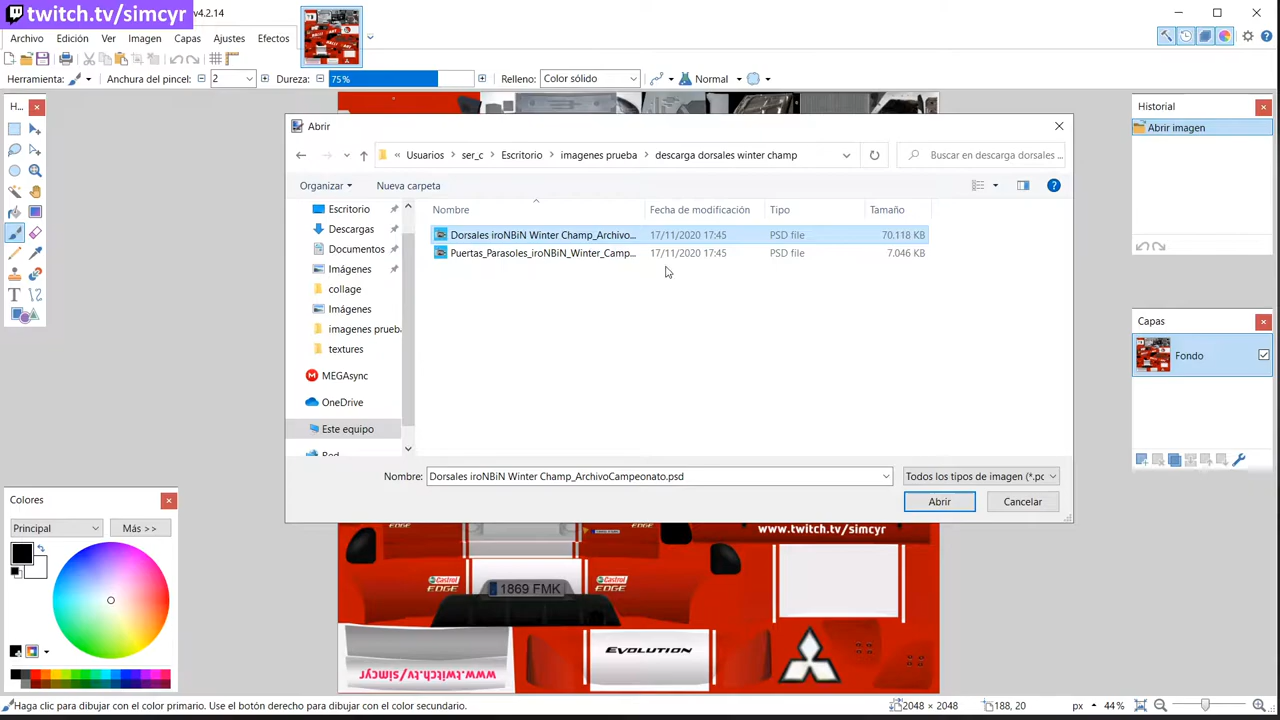 twitch.tv/simcyr
v4.2.14
Archivo Edición Ver Imagen Capas Ajustes Efectos
Herramienta: Anchura del pincel: 2 Dureza: 75% Relleno: Color sólido Normal
H...
Historial
Abrir imagen
Abrir
« Usuarios > ser_c > Escritorio > imagenes prueba > descarga dorsales winter champ
Buscar en descarga dorsales ...
Organizar Nueva carpeta
Nombre Fecha de modificación Tipo Tamaño
Escritorio
Descargas
Documentos
Imágenes
collage
Imágenes
imagenes prueb
textures
MEGAsync
OneDrive
Este equipo
Dorsales iroNBiN Winter Champ_Archivo... 17/11/2020 17:45 PSD file 70.118 KB
Puertas_Parasoles_iroNBiN_Winter_Camp... 17/11/2020 17:45 PSD file 7.046 KB
Nombre: Dorsales iroNBiN Winter Champ_ArchivoCampeonato.psd
Todos los tipos de imagen (*.pc
Abrir Cancelar
Capas
Fondo
Colores
Principal Más >>
EDGE
EDGE
www.twitch.tv/simcyr
Castrol
EDGE
1869 FMK
Castrol
EDGE
EVOLUTION
www.twitch.tv/simcyr
Haga clic para dibujar con el color primario. Use el botón derecho para dibujar con el color secundario.
2048 × 2048
188, 20
px
44%